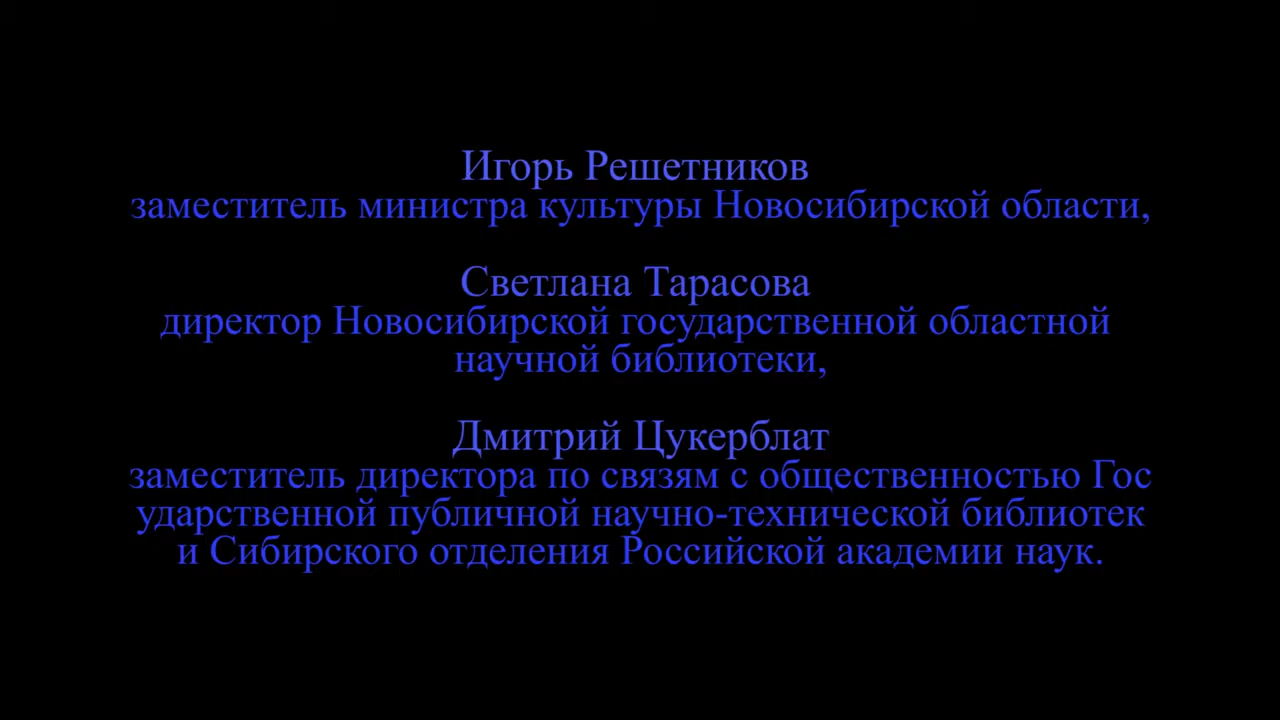 Игорь Решетников
заместитель министра культуры Новосибирской области,
Светлана Тарасова
директор Новосибирской государственной областной
научной библиотеки,
Дмитрий Цукерблат
заместитель директора по связям с общественностью Гос
ударственной публичной научно-технической библиотек
и Сибирского отделения Российской академии наук.